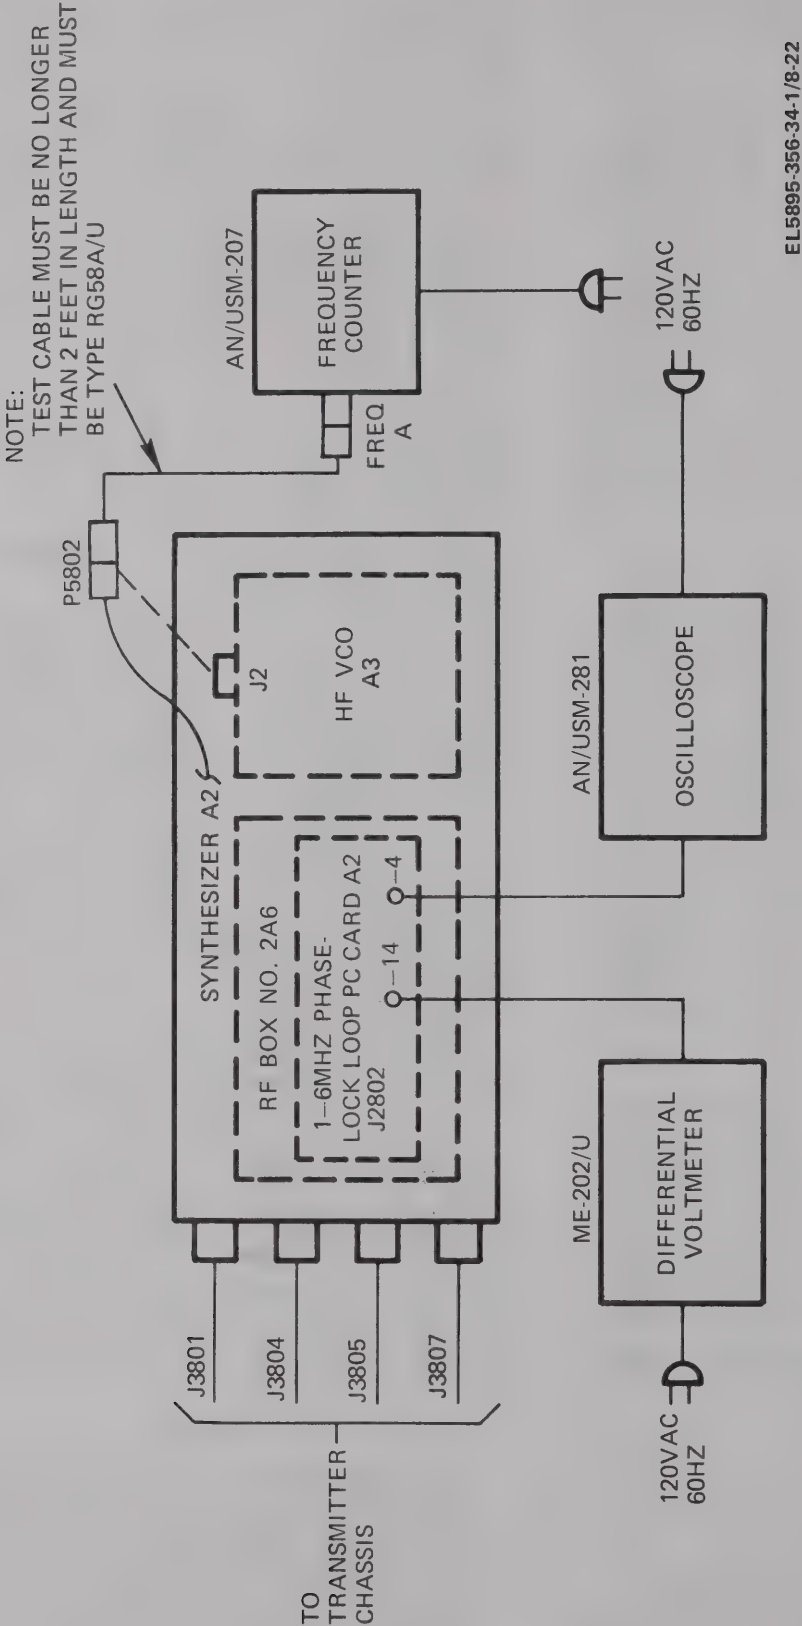 NOTE:
TEST CABLE MUST BE NO LONGER
THAN 2 FEET IN LENGTH AND MUST
BE TYPE RG58A/U
P5802
AN/USM-207
FREQUENCY
COUNTER
FREQ
A
SYNTHESIZER A2
J2
HF VCO
A3
RF BOX NO. 2A6
1–6MHZ PHASE-
LOCK LOOP PC CARD A2
J2802
–14
–4
J3801
J3804
J3805
J3807
TO
TRANSMITTER
CHASSIS
ME-202/U
DIFFERENTIAL
VOLTMETER
120VAC
60HZ
AN/USM-281
OSCILLOSCOPE
120VAC
60HZ
EL5895-356-34-1/8-22